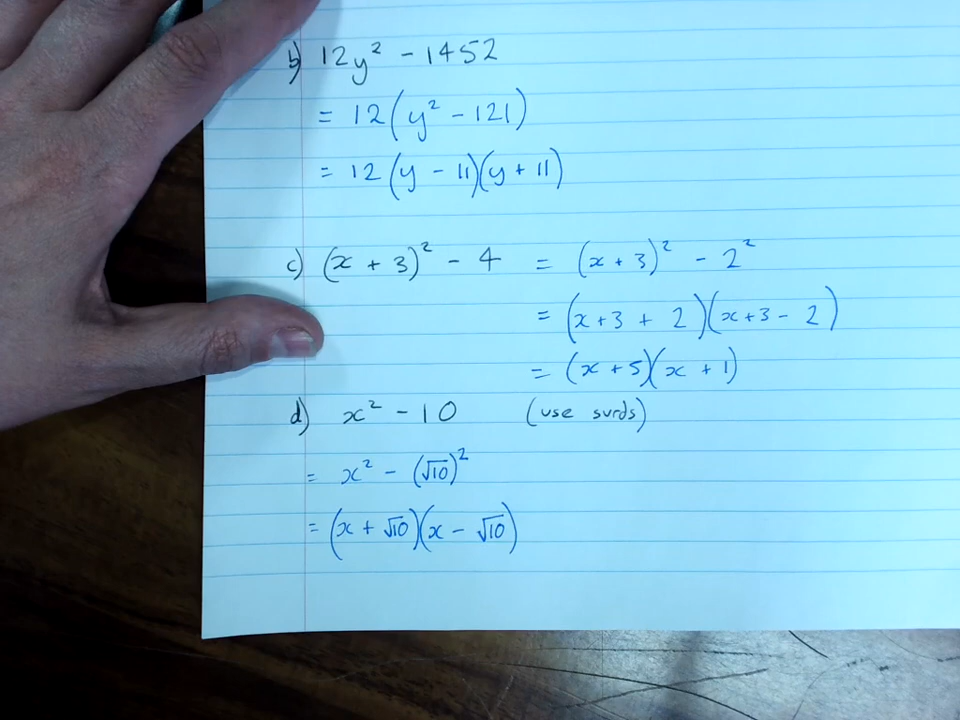 b) 12y² - 1452
= 12(y² - 121)
= 12(y - 11)(y + 11)
c) (x + 3)² - 4 = (x + 3)² - 2²
= (x + 3 + 2)(x + 3 - 2)
= (x + 5)(x + 1)
d) x² - 10 (use surds)
= x² - (√10)²
= (x + √10)(x - √10)